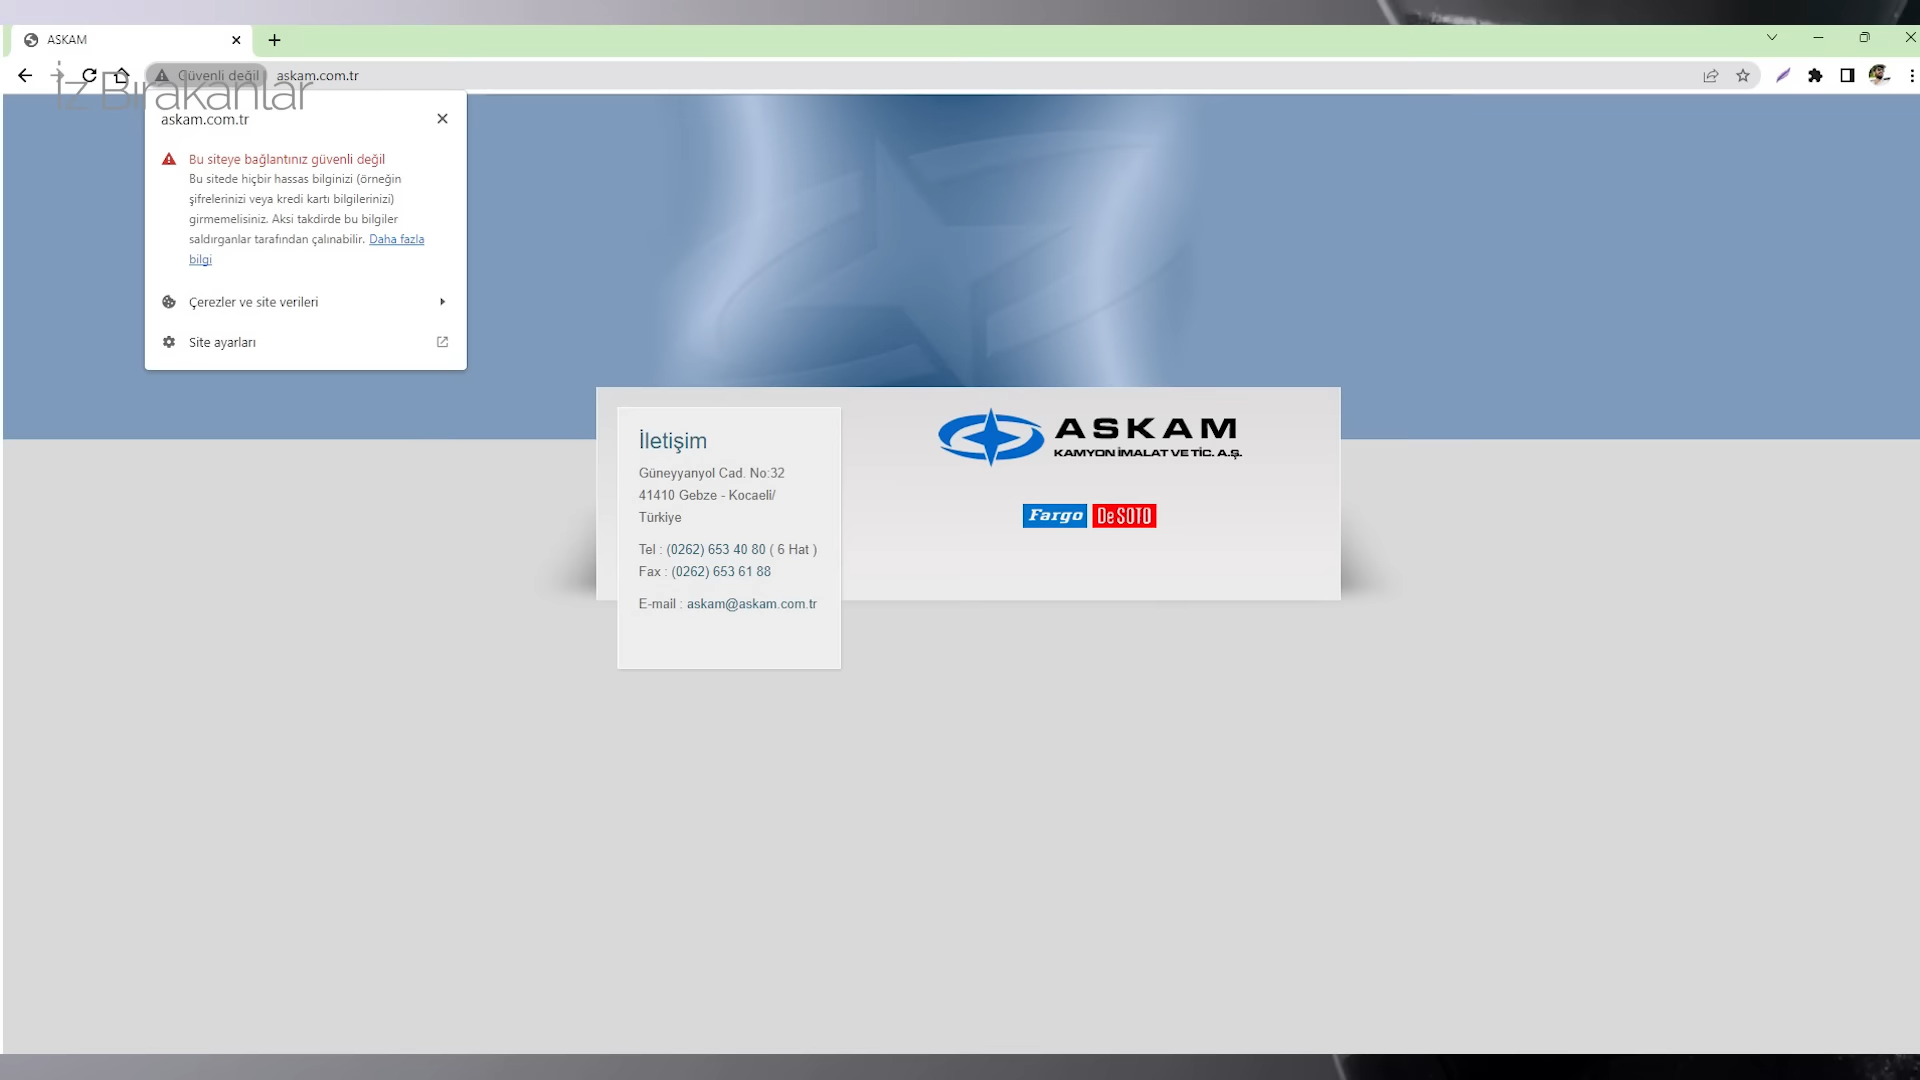 ASKAM
Güvenli değil
askam.com.tr
İz Bırakanlar
askam.com.tr
Bu siteye bağlantınız güvenli değil
Bu sitede hiçbir hassas bilginizi (örneğin
şifrelerinizi veya kredi kartı bilgilerinizi)
girmemelisiniz. Aksi takdirde bu bilgiler
saldırganlar tarafından çalınabilir. Daha fazla
bilgi
Çerezler ve site verileri
Site ayarları
İletişim
Güneyyanyol Cad. No:32
41410 Gebze - Kocaeli/
Türkiye
Tel : (0262) 653 40 80 ( 6 Hat )
Fax : (0262) 653 61 88
E-mail : askam@askam.com.tr
ASKAM
KAMYON İMALAT VE TİC. A.Ş.
Fargo DeSOTO